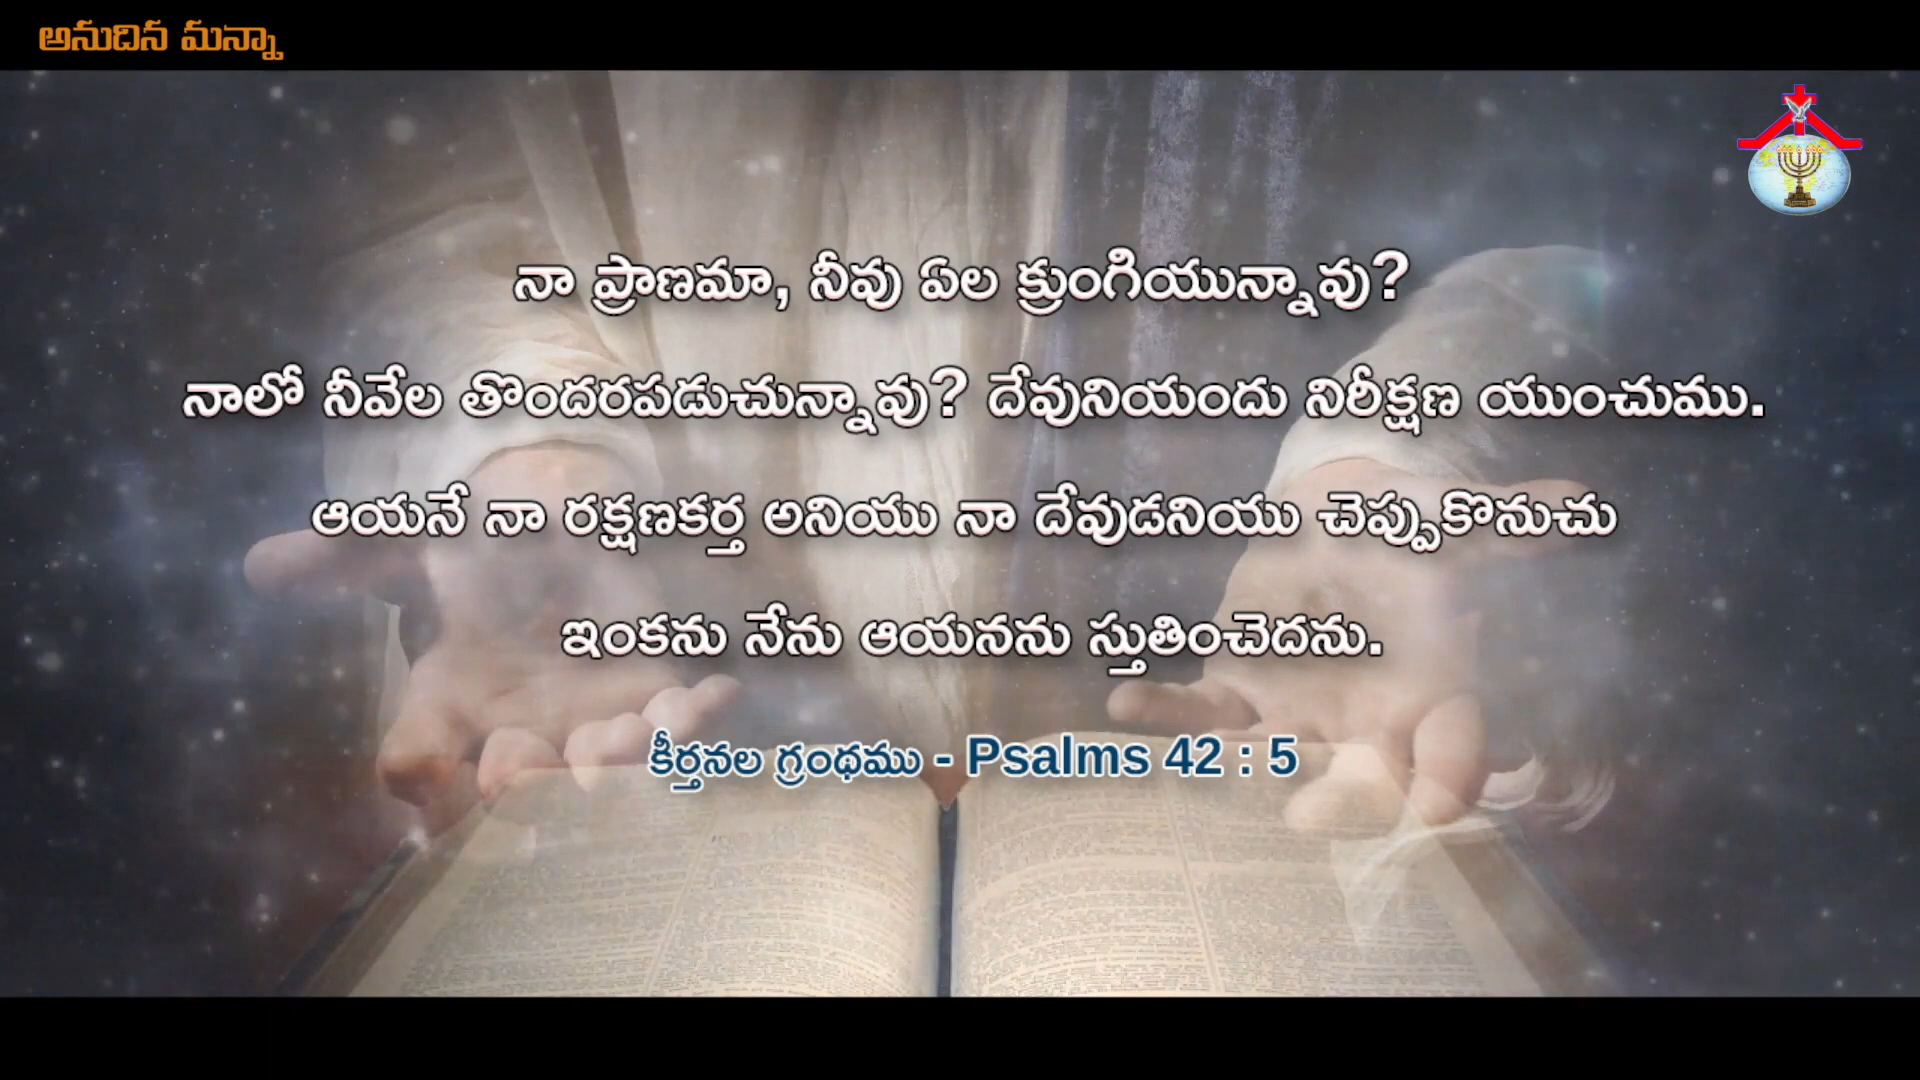 అనుదిన మన్నా
నా ప్రాణమా, నీవు ఏల క్రుంగియున్నావు?
నాలో నీవేల తొందరపడుచున్నావు? దేవునియందు నిరీక్షణ యుంచుము.
ఆయనే నా రక్షణకర్త అనియు నా దేవుడనియు చెప్పుకొనుచు
ఇంకను నేను ఆయనను స్తుతించెదను.
కీర్తనల గ్రంథము - Psalms 42 : 5